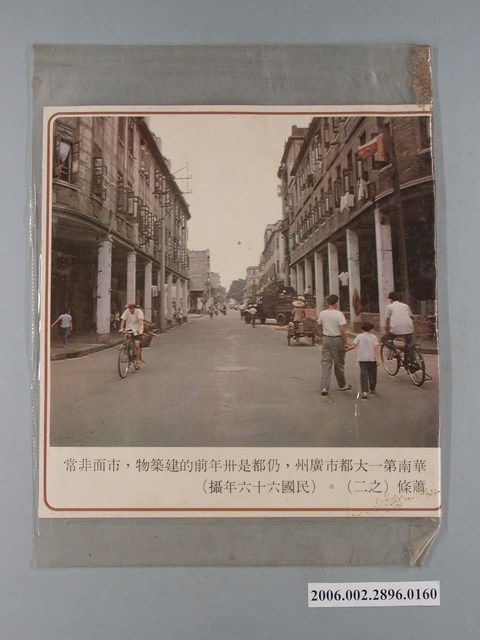 華南第一大都市廣州，仍都是卅年前的建築物，市面非常
蕭條（之二）。（民國六十六年攝）
2006.002.2896.0160